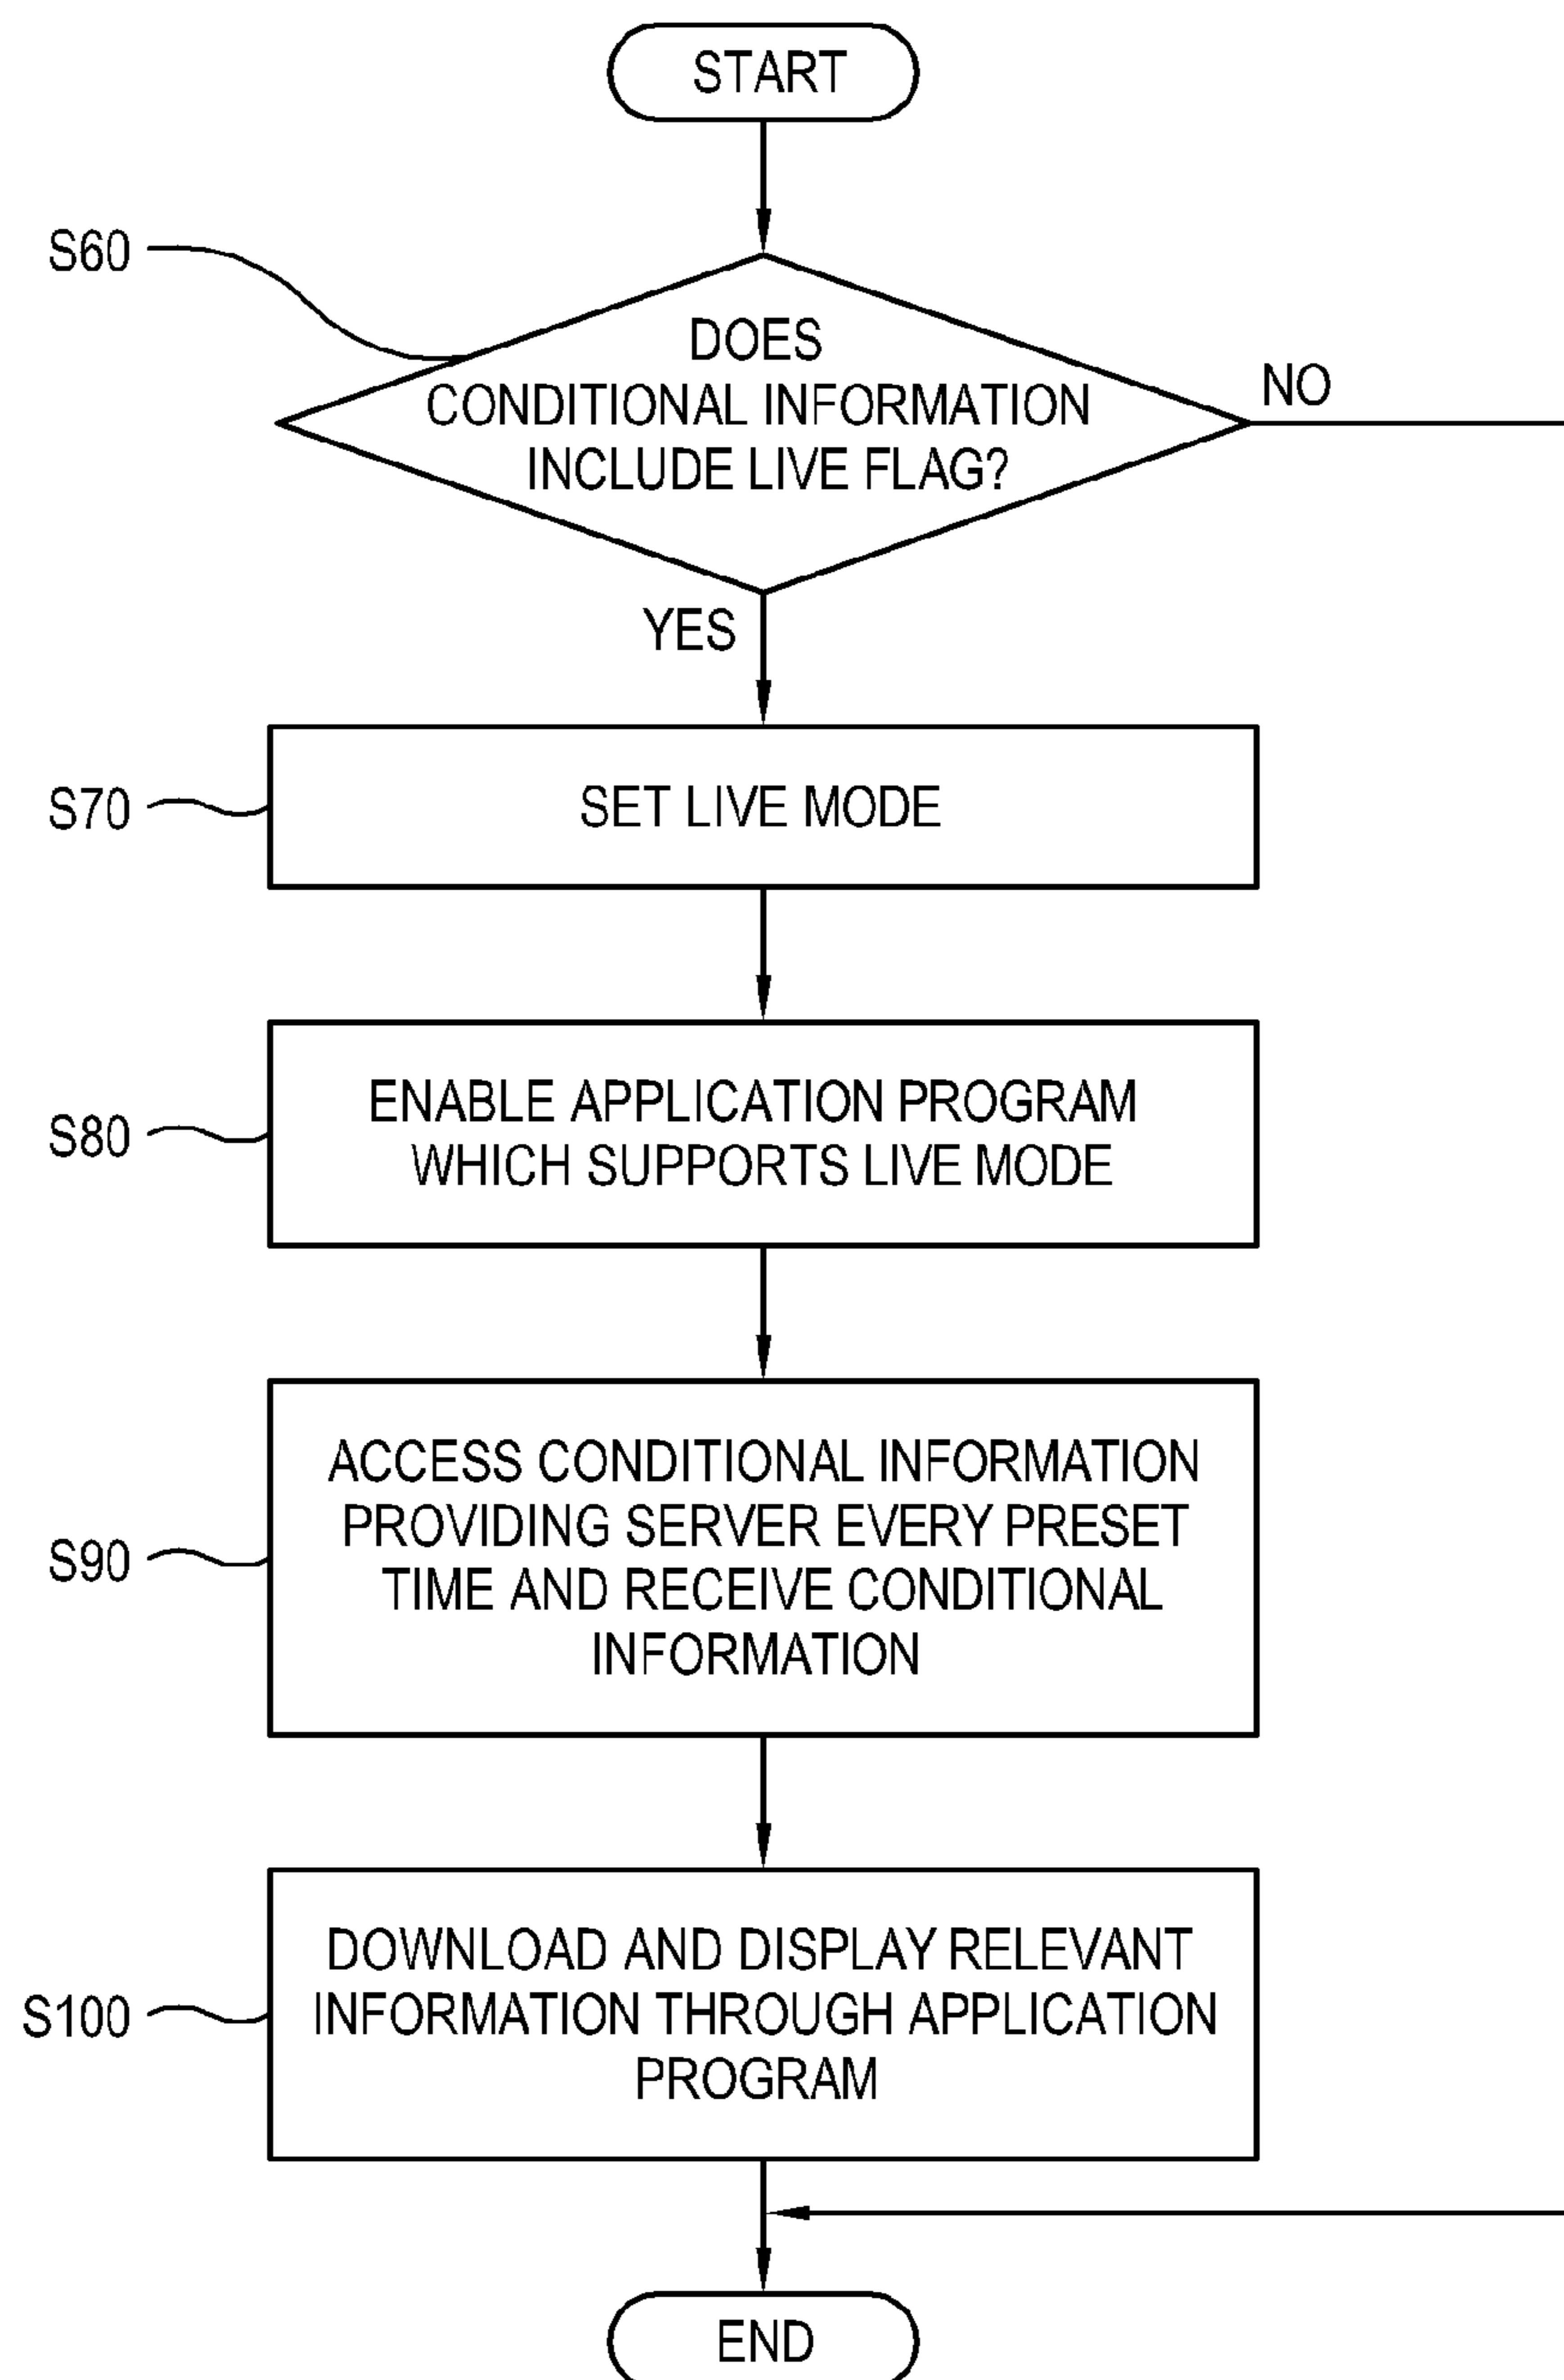 START
S60
DOES
CONDITIONAL INFORMATION
INCLUDE LIVE FLAG?
NO
YES
S70
SET LIVE MODE
S80
ENABLE APPLICATION PROGRAM
WHICH SUPPORTS LIVE MODE
S90
ACCESS CONDITIONAL INFORMATION
PROVIDING SERVER EVERY PRESET
TIME AND RECEIVE CONDITIONAL
INFORMATION
S100
DOWNLOAD AND DISPLAY RELEVANT
INFORMATION THROUGH APPLICATION
PROGRAM
END